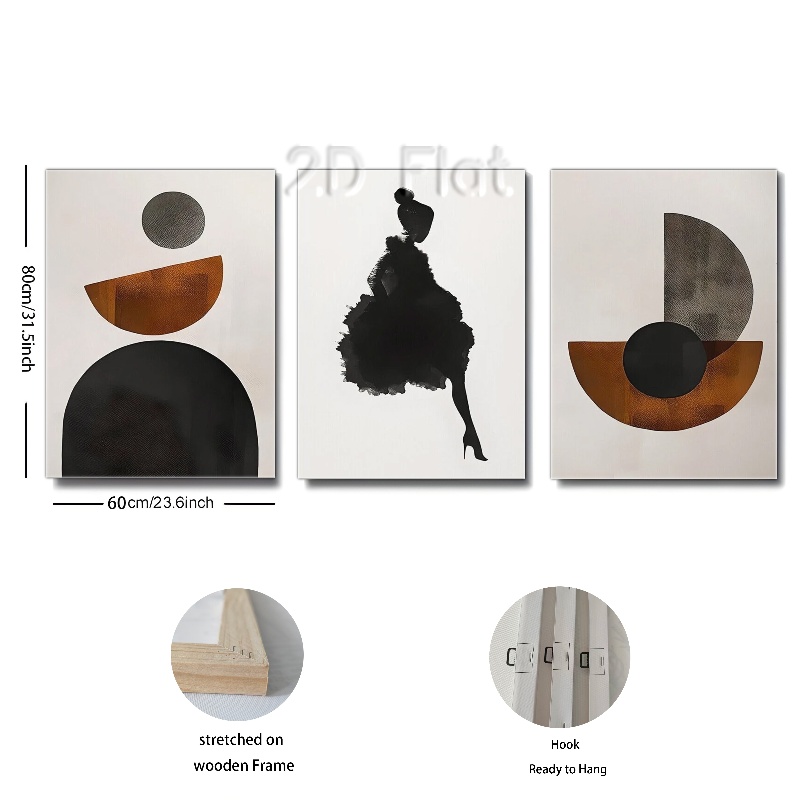 2D Flat
80cm/31.5inch
60cm/23.6inch
stretched on
wooden Frame
Hook
Ready to Hang